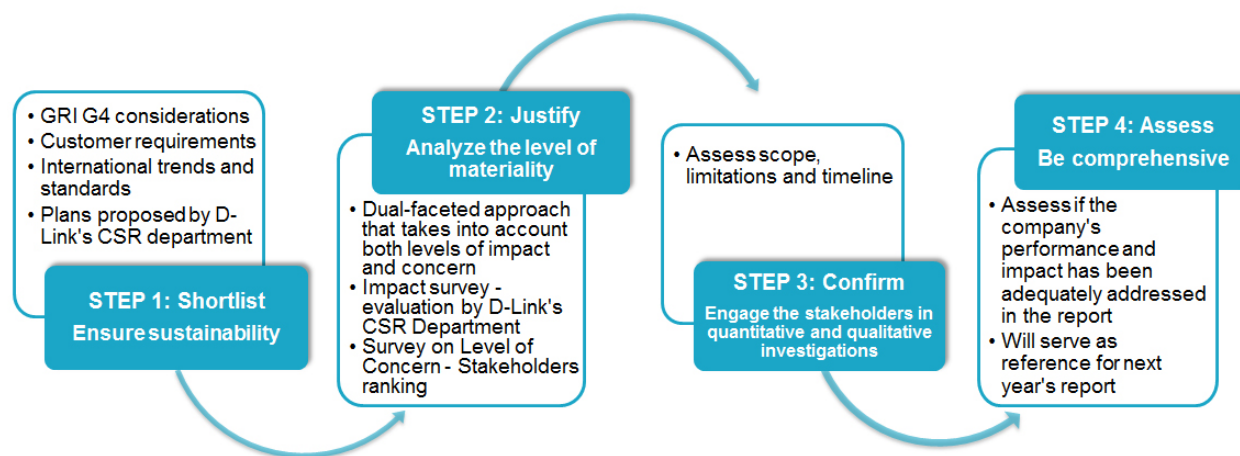 • GRI G4 considerations
• Customer requirements
• International trends and
standards
• Plans proposed by D-
Link's CSR department
STEP 1: Shortlist
Ensure sustainability
STEP 2: Justify
Analyze the level of
materiality
• Dual-faceted approach
that takes into account
both levels of impact
and concern
• Impact survey -
evaluation by D-Link's
CSR Department
• Survey on Level of
Concern - Stakeholders
ranking
• Assess scope,
limitations and timeline
STEP 3: Confirm
Engage the stakeholders in
quantitative and qualitative
investigations
STEP 4: Assess
Be comprehensive
• Assess if the
company's
performance and
impact has been
adequately addressed
in the report
• Will serve as
reference for next
year's report